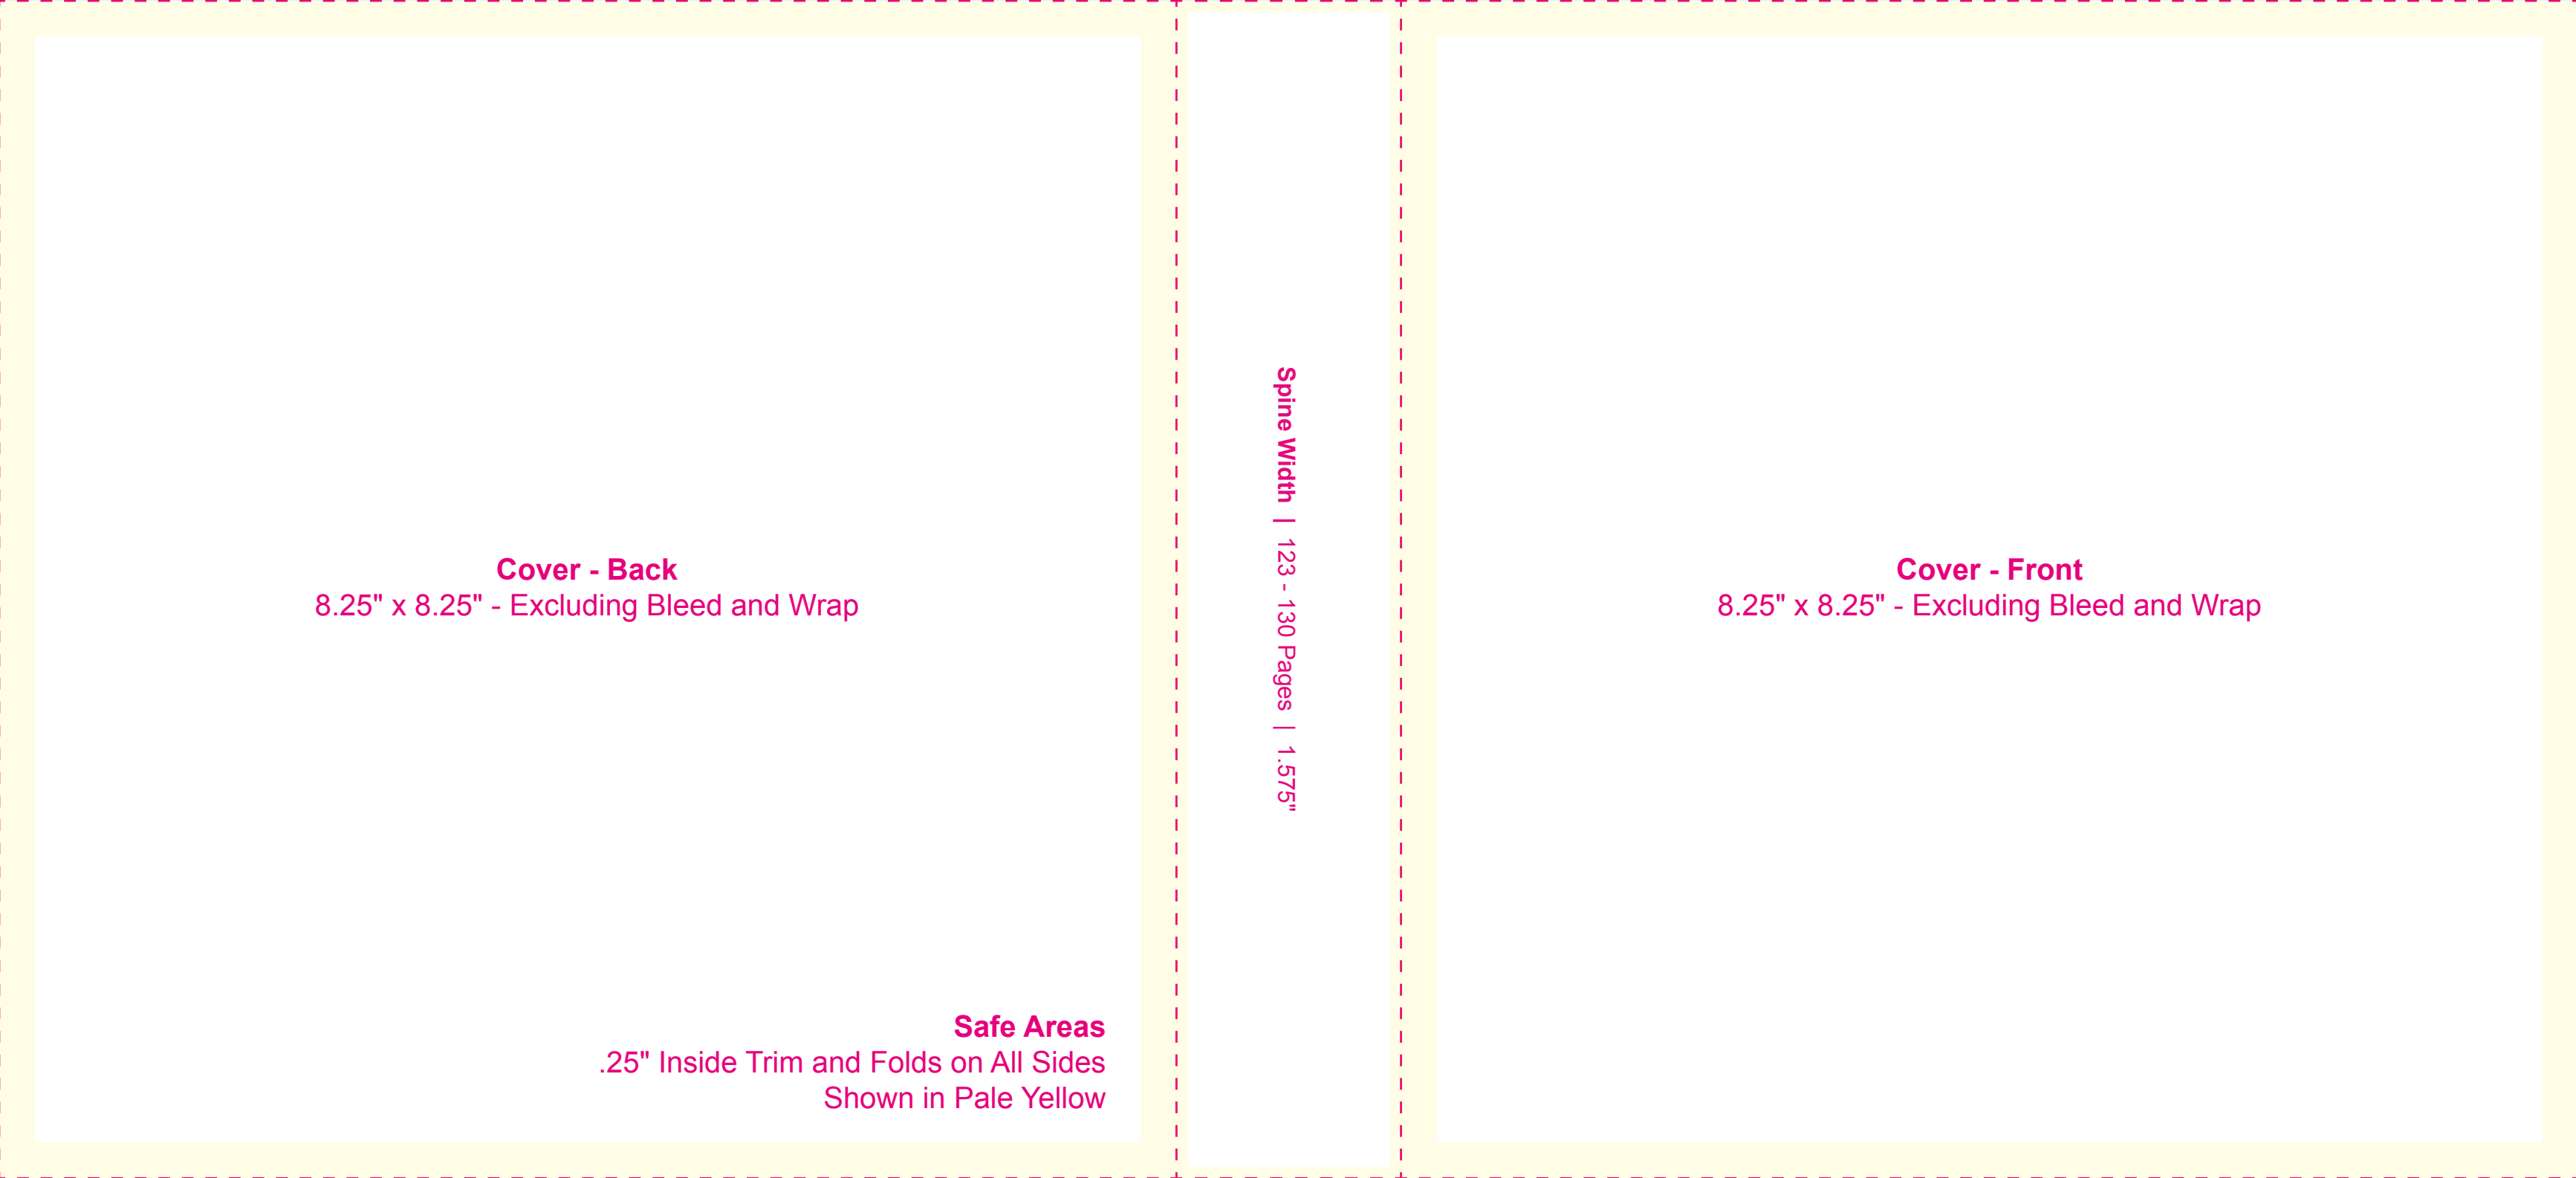 Cover - Back
8.25" x 8.25" - Excluding Bleed and Wrap
Safe Areas
.25" Inside Trim and Folds on All Sides
Shown in Pale Yellow
Spine Width | 123 - 130 Pages | 1.575"
Cover - Front
8.25" x 8.25" - Excluding Bleed and Wrap